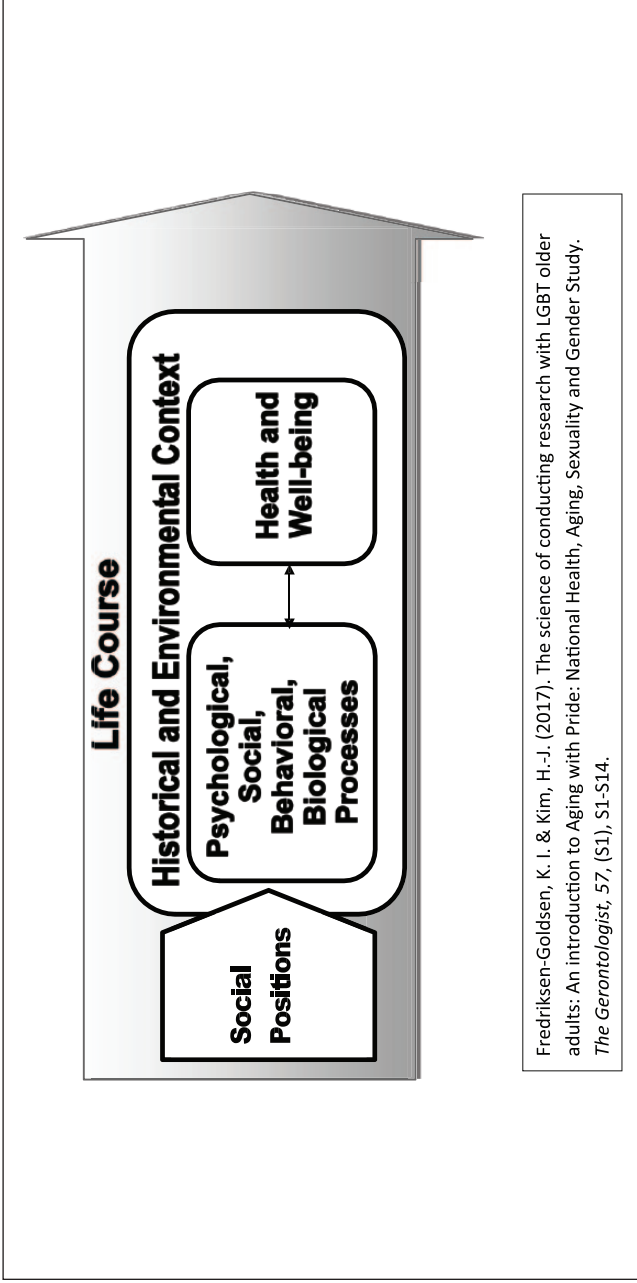 Life Course
Historical and Environmental Context
Social
Positions
Psychological,
Social,
Behavioral,
Biological
Processes
Health and
Well-being
Fredriksen-Goldsen, K. I. & Kim, H.-J. (2017). The science of conducting research with LGBT older
adults: An introduction to Aging with Pride: National Health, Aging, Sexuality and Gender Study.
The Gerontologist, 57, (S1), S1-S14.